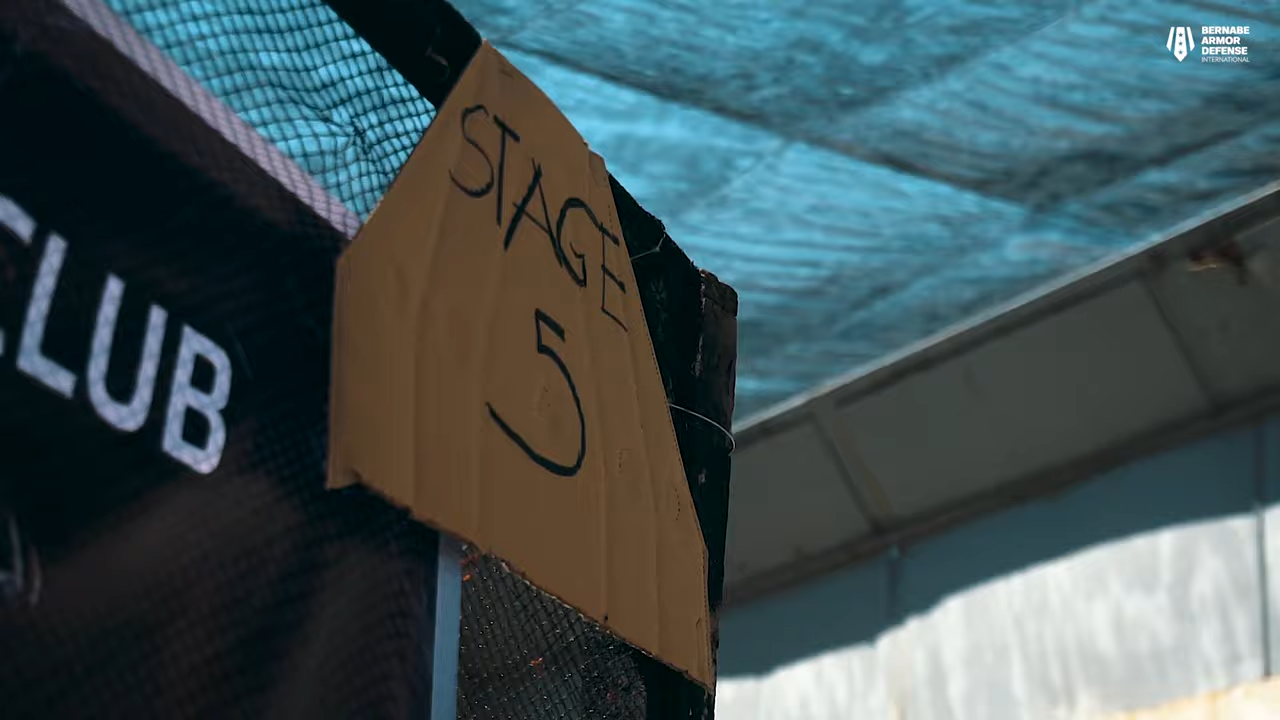 STAGE
5
CLUB
BERNABE
ARMOR
DEFENSE
INTERNATIONAL